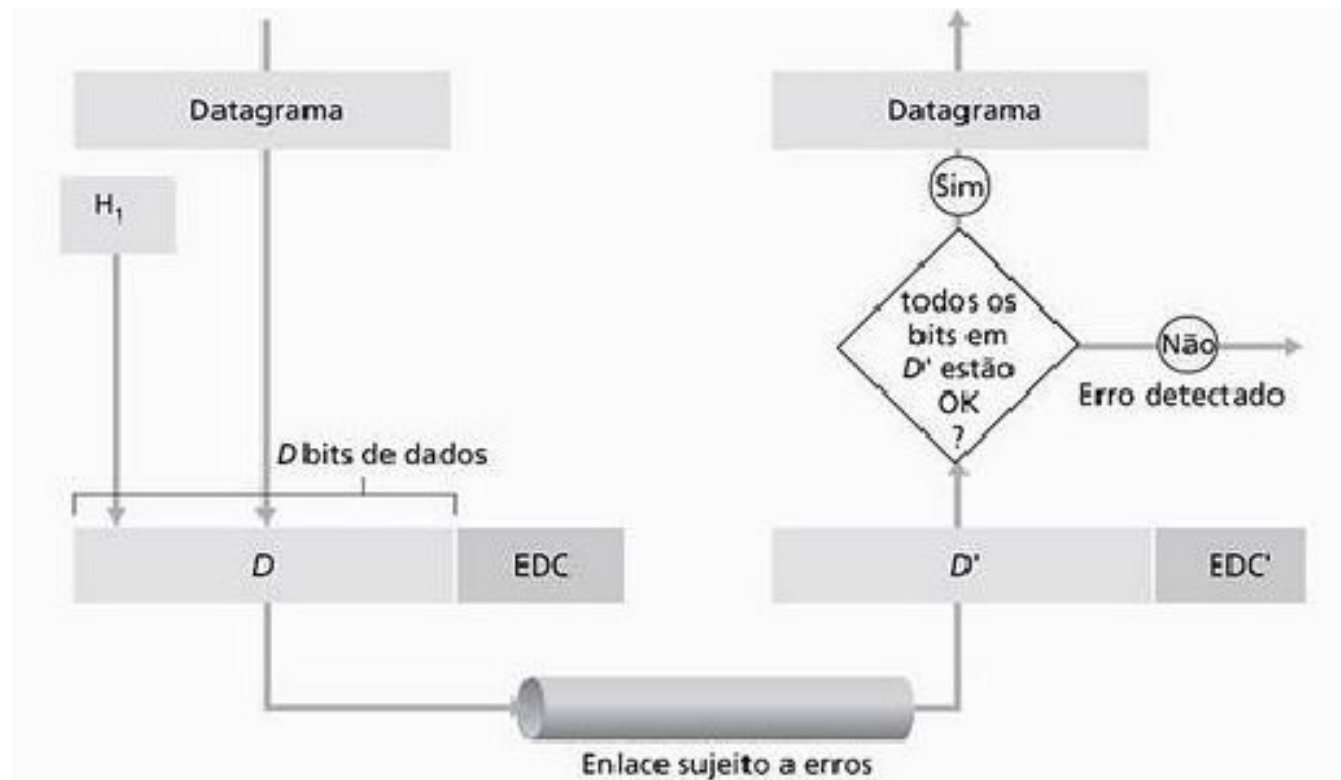 Datagrama
H₁
D bits de dados
D
EDC
Enlace sujeito a erros
Datagrama
Sim
todos os
bits em
D' estão
OK
?
Não
Erro detectado
D'
EDC'